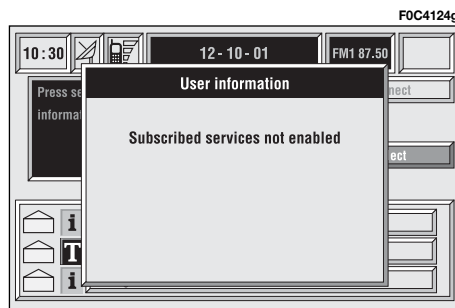 F0C4124g
10:30 12-10-01 FM1 87.50
User information
Press se nect
informat
Subscribed services not enabled
ect
i
T
i